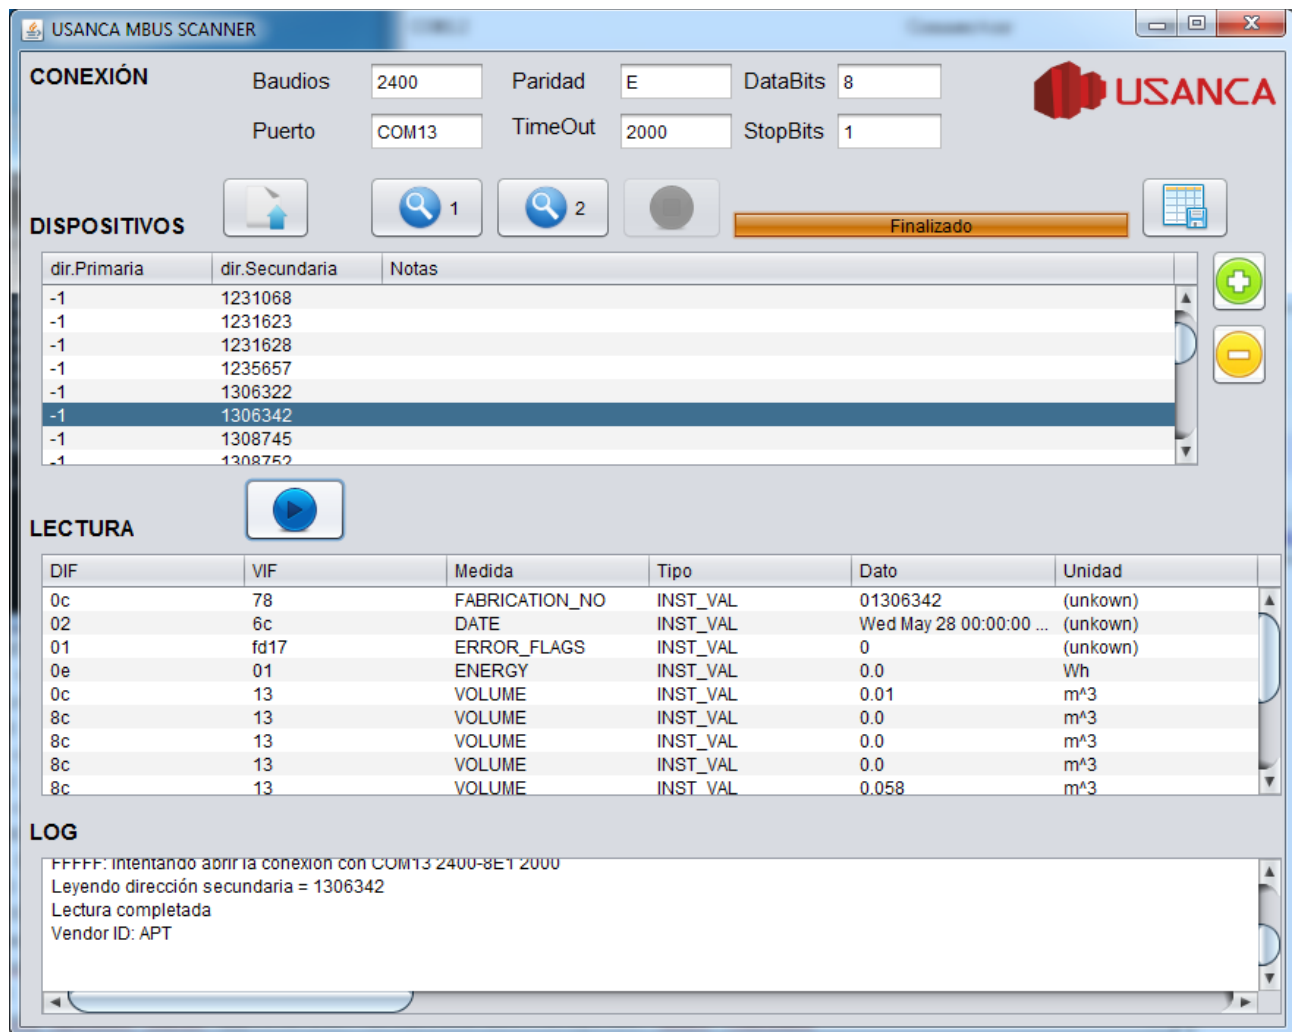 USANCA MBUS SCANNER
CONEXIÓN Baudios 2400 Paridad E DataBits 8
USANCA
Puerto COM13 TimeOut 2000 StopBits 1
1 2
DISPOSITIVOS Finalizado
dir.Primaria dir.Secundaria Notas
-1 1231068
-1 1231623
-1 1231628
-1 1235657
-1 1306322
-1 1306342
-1 1308745
-1 1308752
LECTURA
DIF VIF Medida Tipo Dato Unidad
0c 78 FABRICATION_NO INST_VAL 01306342 (unkown)
02 6c DATE INST_VAL Wed May 28 00:00:00 ... (unkown)
01 fd17 ERROR_FLAGS INST_VAL 0 (unkown)
0e 01 ENERGY INST_VAL 0.0 Wh
0c 13 VOLUME INST_VAL 0.01 m^3
8c 13 VOLUME INST_VAL 0.0 m^3
8c 13 VOLUME INST_VAL 0.0 m^3
8c 13 VOLUME INST_VAL 0.0 m^3
8c 13 VOLUME INST_VAL 0.058 m^3
LOG
FFFFF: Intentando abrir la conexión con COM13 2400-8E1 2000
Leyendo dirección secundaria = 1306342
Lectura completada
Vendor ID: APT